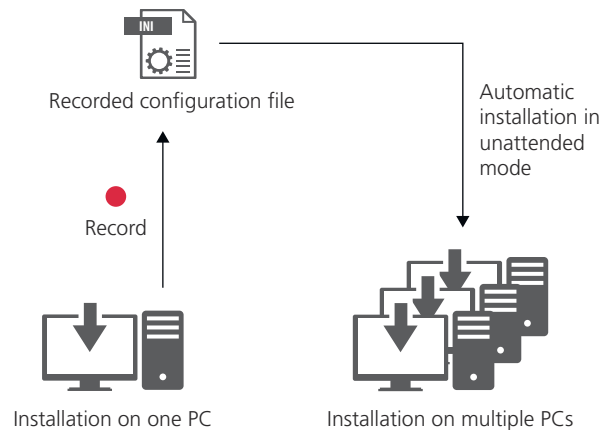 INI
Recorded configuration file
Automatic
installation in
unattended
mode
Record
Installation on one PC
Installation on multiple PCs